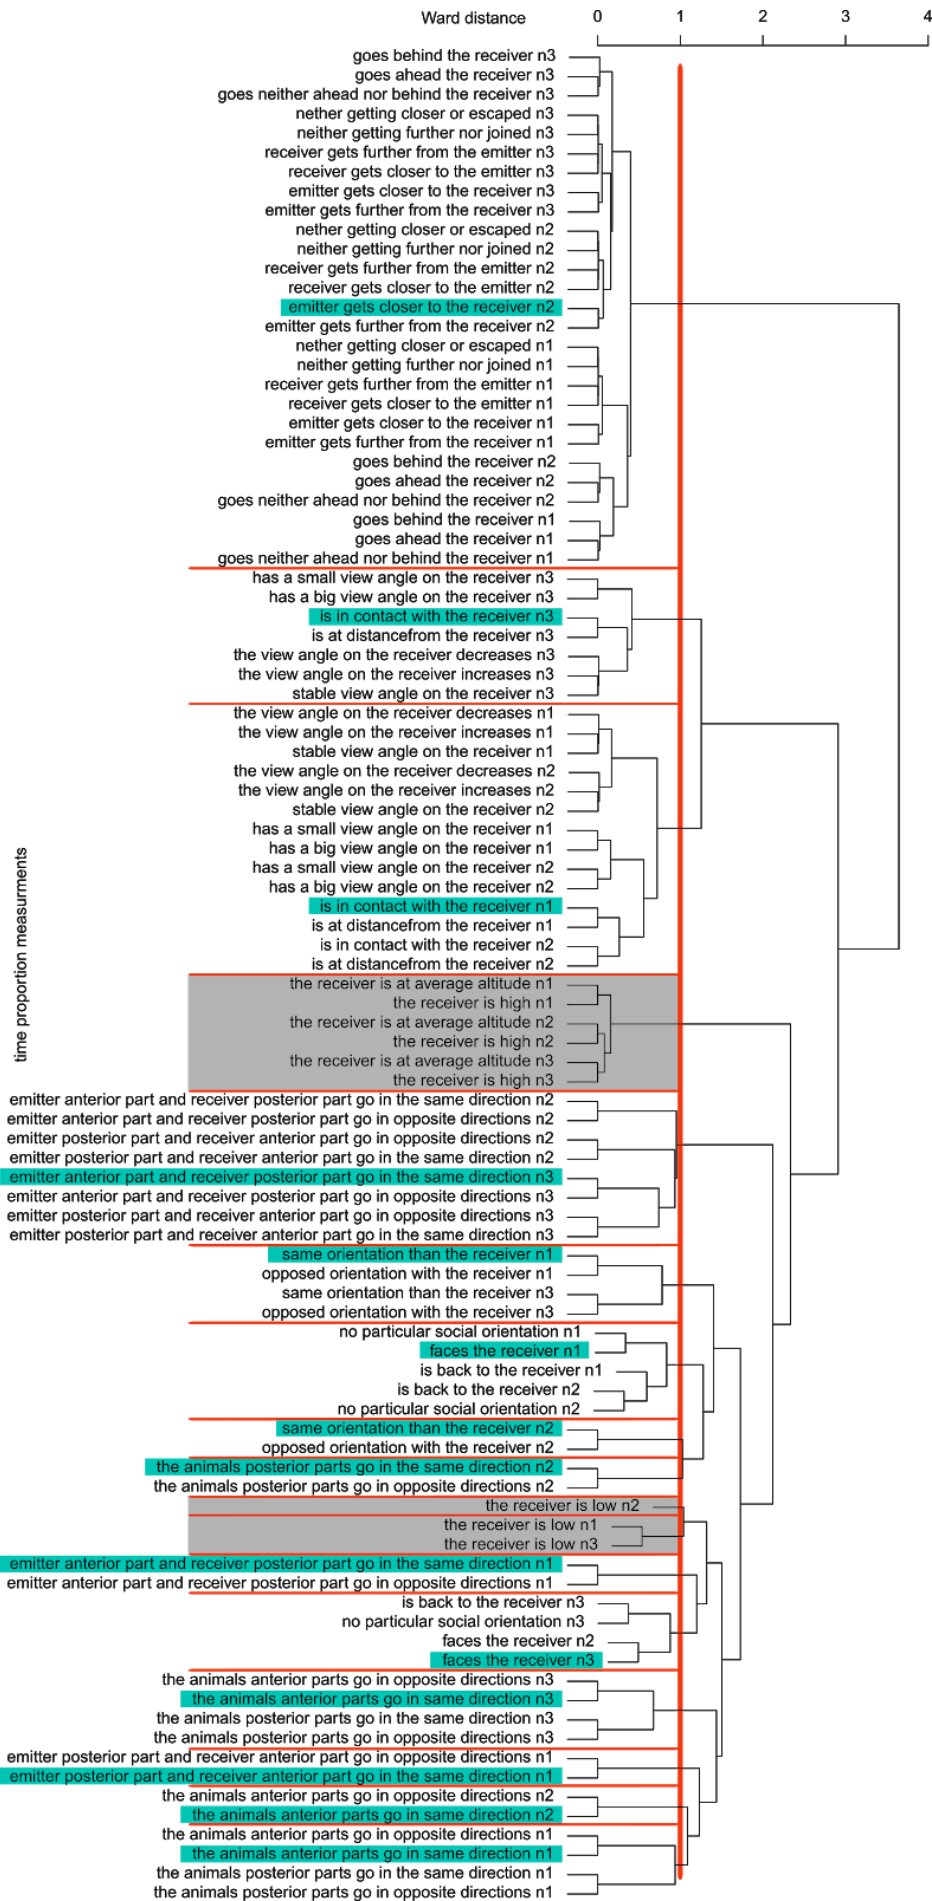 Ward distance 0 1 2 3 4
goes behind the receiver n3
goes ahead the receiver n3
goes neither ahead nor behind the receiver n3
nether getting closer or escaped n3
neither getting further nor joined n3
receiver gets further from the emitter n3
receiver gets closer to the emitter n3
emitter gets closer to the receiver n3
emitter gets further from the receiver n3
nether getting closer or escaped n2
neither getting further nor joined n2
receiver gets further from the emitter n2
receiver gets closer to the emitter n2
emitter gets closer to the receiver n2
emitter gets further from the receiver n2
nether getting closer or escaped n1
neither getting further nor joined n1
receiver gets further from the emitter n1
receiver gets closer to the emitter n1
emitter gets closer to the receiver n1
emitter gets further from the receiver n1
goes behind the receiver n2
goes ahead the receiver n2
goes neither ahead nor behind the receiver n2
goes behind the receiver n1
goes ahead the receiver n1
goes neither ahead nor behind the receiver n1
has a small view angle on the receiver n3
has a big view angle on the receiver n3
is in contact with the receiver n3
is at distancefrom the receiver n3
the view angle on the receiver decreases n3
the view angle on the receiver increases n3
stable view angle on the receiver n3
the view angle on the receiver decreases n1
the view angle on the receiver increases n1
stable view angle on the receiver n1
the view angle on the receiver decreases n2
the view angle on the receiver increases n2
stable view angle on the receiver n2
has a small view angle on the receiver n1
has a big view angle on the receiver n1
has a small view angle on the receiver n2
has a big view angle on the receiver n2
is in contact with the receiver n1
is at distancefrom the receiver n1
is in contact with the receiver n2
is at distancefrom the receiver n2
time proportion measurments
the receiver is at average altitude n1
the receiver is high n1
the receiver is at average altitude n2
the receiver is high n2
the receiver is at average altitude n3
the receiver is high n3
emitter anterior part and receiver posterior part go in the same direction n2
emitter anterior part and receiver posterior part go in opposite directions n2
emitter posterior part and receiver anterior part go in opposite directions n2
emitter posterior part and receiver anterior part go in the same direction n2
emitter anterior part and receiver posterior part go in the same direction n3
emitter anterior part and receiver posterior part go in opposite directions n3
emitter posterior part and receiver anterior part go in opposite directions n3
emitter posterior part and receiver anterior part go in the same direction n3
same orientation than the receiver n1
opposed orientation with the receiver n1
same orientation than the receiver n3
opposed orientation with the receiver n3
no particular social orientation n1
faces the receiver n1
is back to the receiver n1
is back to the receiver n2
no particular social orientation n2
same orientation than the receiver n2
opposed orientation with the receiver n2
the animals posterior parts go in the same direction n2
the animals posterior parts go in opposite directions n2
the receiver is low n2
the receiver is low n1
the receiver is low n3
emitter anterior part and receiver posterior part go in the same direction n1
emitter anterior part and receiver posterior part go in opposite directions n1
is back to the receiver n3
no particular social orientation n3
faces the receiver n2
faces the receiver n3
the animals anterior parts go in opposite directions n3
the animals anterior parts go in same direction n3
the animals posterior parts go in the same direction n3
the animals posterior parts go in opposite directions n3
emitter posterior part and receiver anterior part go in opposite directions n1
emitter posterior part and receiver anterior part go in the same direction n1
the animals anterior parts go in opposite directions n2
the animals anterior parts go in same direction n2
the animals anterior parts go in opposite directions n1
the animals anterior parts go in same direction n1
the animals posterior parts go in the same direction n1
the animals posterior parts go in opposite directions n1